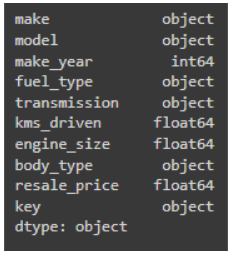 make object
model object
make_year int64
fuel_type object
transmission object
kms_driven float64
engine_size float64
body_type object
resale_price float64
key object
dtype: object